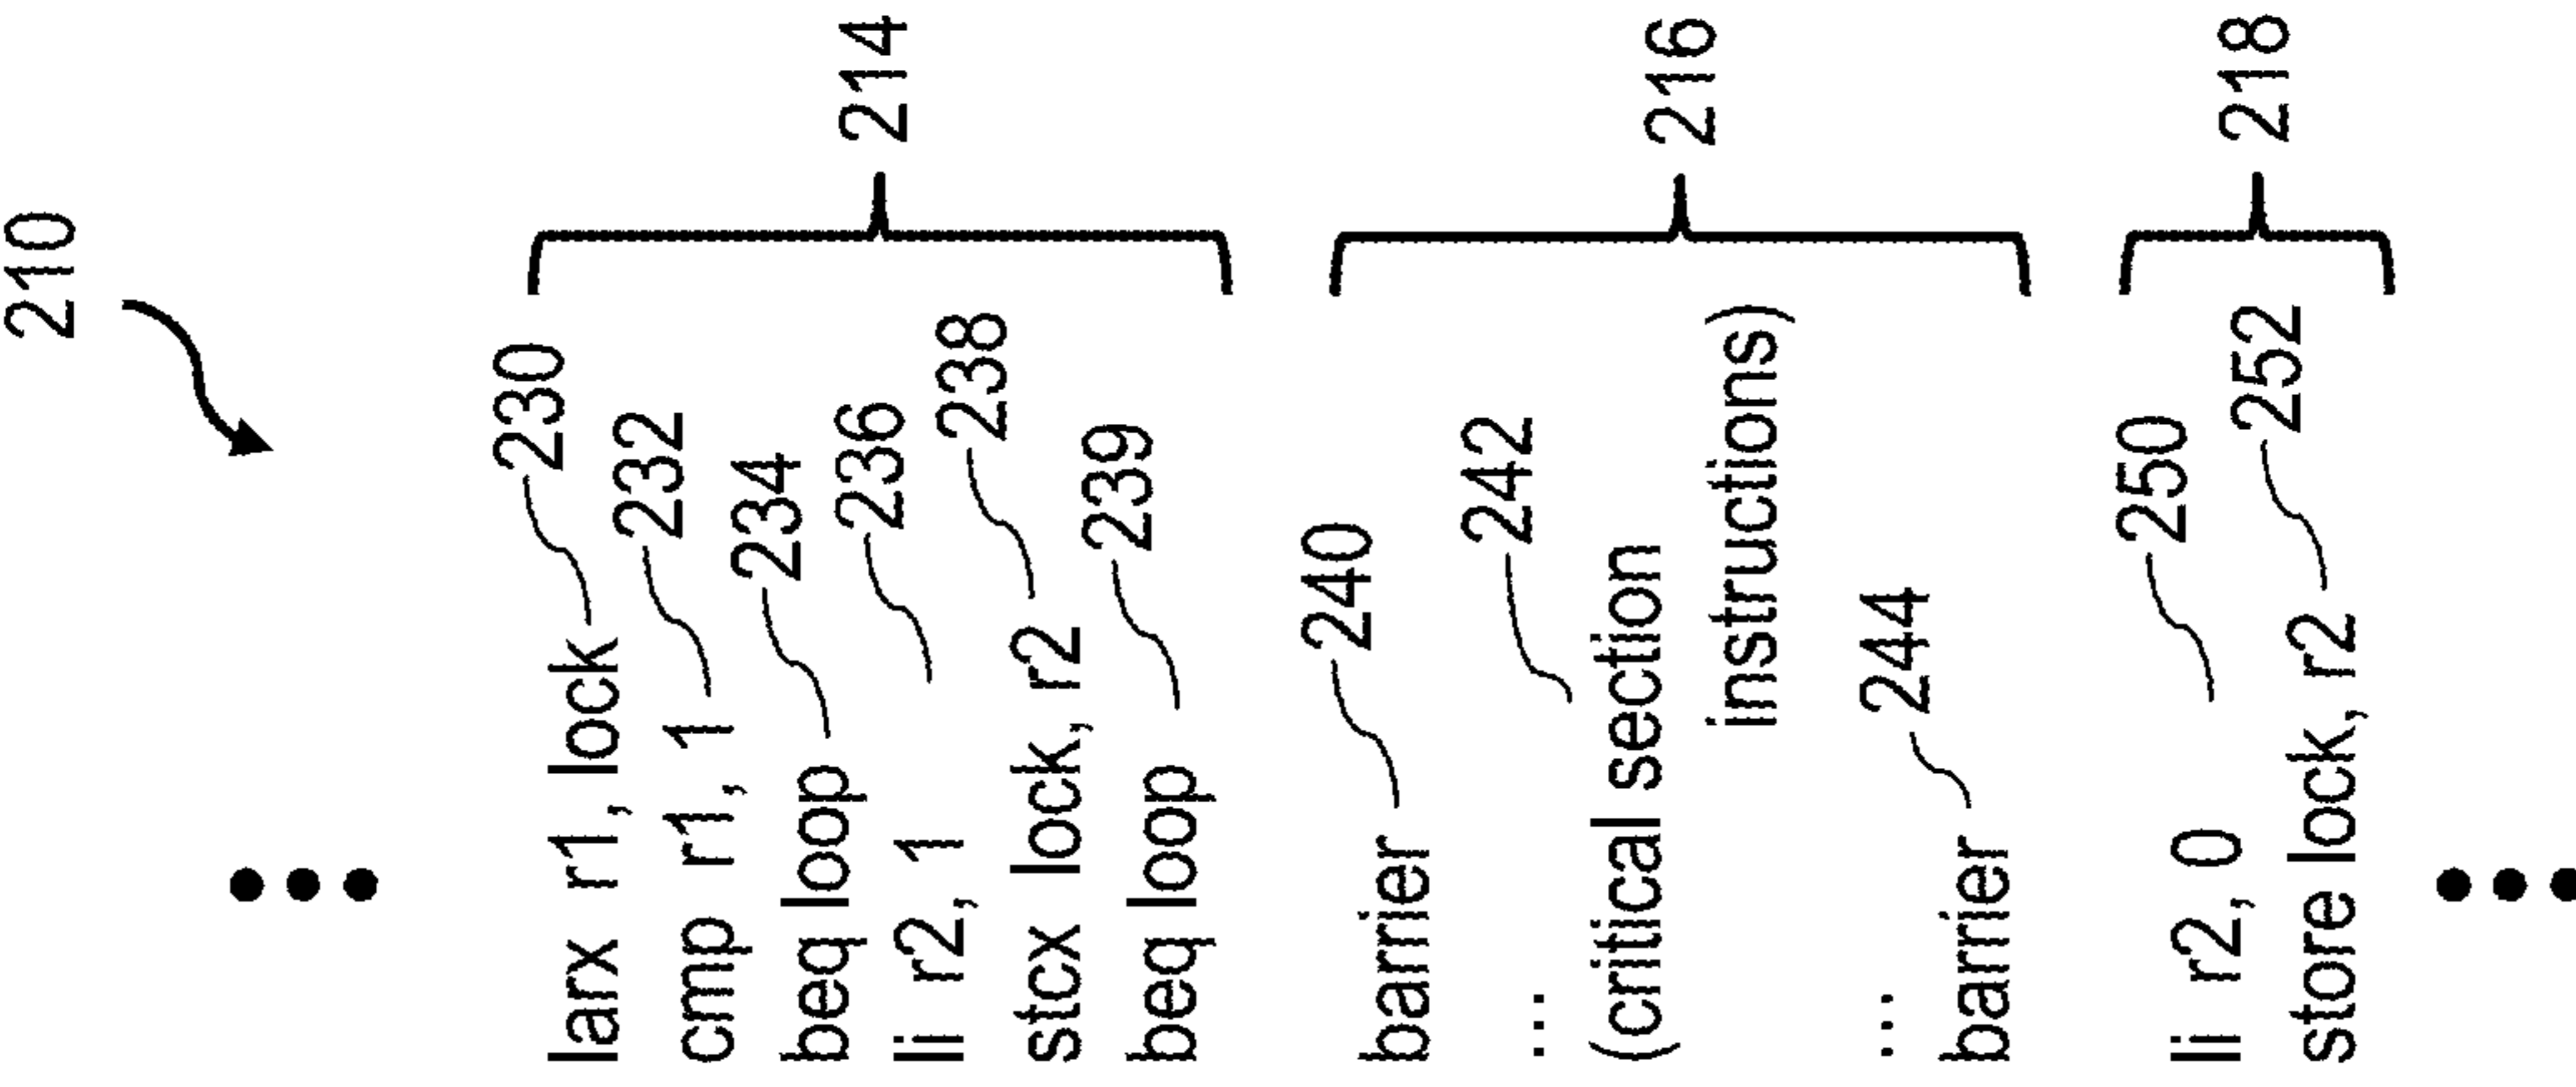 210
larx r1, lock 230
cmp r1, 1 232
beq loop 234
li r2, 1 236
stcx lock, r2 238
beq loop 239
214
barrier 240
... 242
(critical section
instructions)
...
barrier 244
216
li r2, 0 250
store lock, r2 252
218